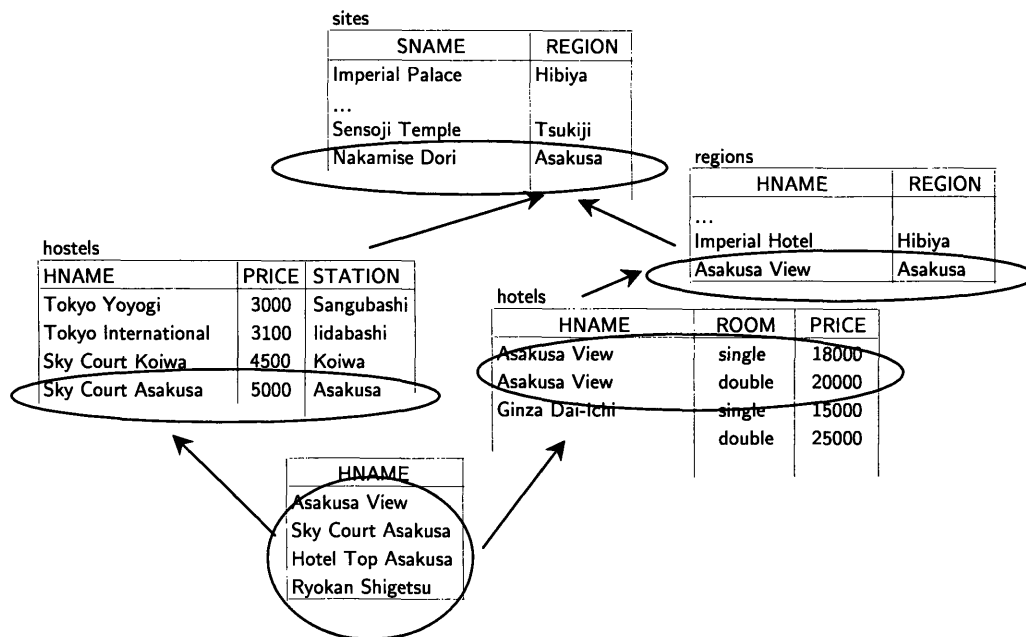 sites
SNAME REGION
Imperial Palace Hibiya
...
Sensoji Temple Tsukiji
Nakamise Dori Asakusa
regions
HNAME REGION
...
Imperial Hotel Hibiya
Asakusa View Asakusa
hostels
HNAME PRICE STATION
Tokyo Yoyogi 3000 Sangubashi
Tokyo International 3100 Iidabashi
Sky Court Koiwa 4500 Koiwa
Sky Court Asakusa 5000 Asakusa
hotels
HNAME ROOM PRICE
Asakusa View single 18000
Asakusa View double 20000
Ginza Dai-Ichi single 15000
double 25000
HNAME
Asakusa View
Sky Court Asakusa
Hotel Top Asakusa
Ryokan Shigetsu